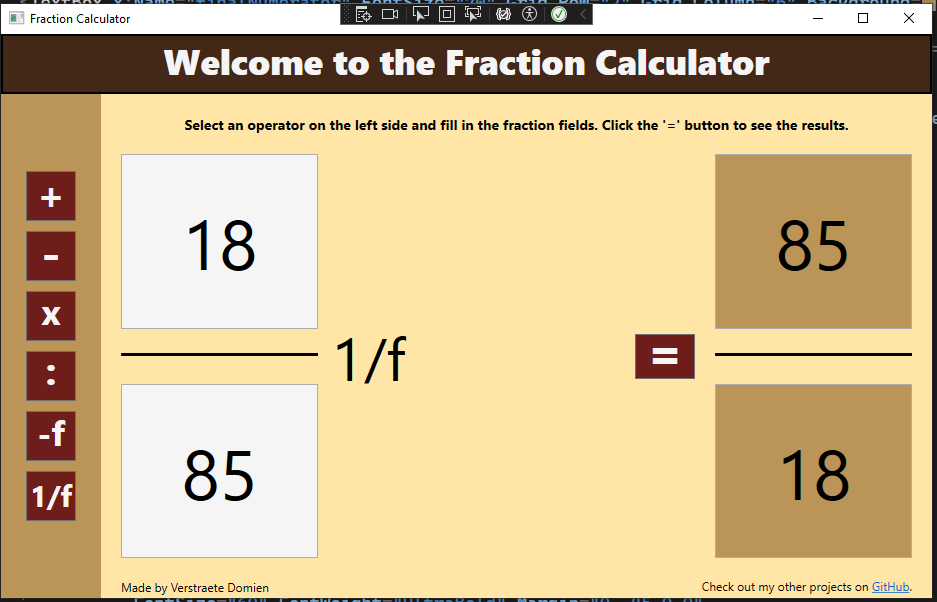 Fraction Calculator
Welcome to the Fraction Calculator
Select an operator on the left side and fill in the fraction fields. Click the '=' button to see the results.
+
-
x
:
-f
1/f
18
85
1/f
=
85
18
Made by Verstraete Domien
Check out my other projects on GitHub.